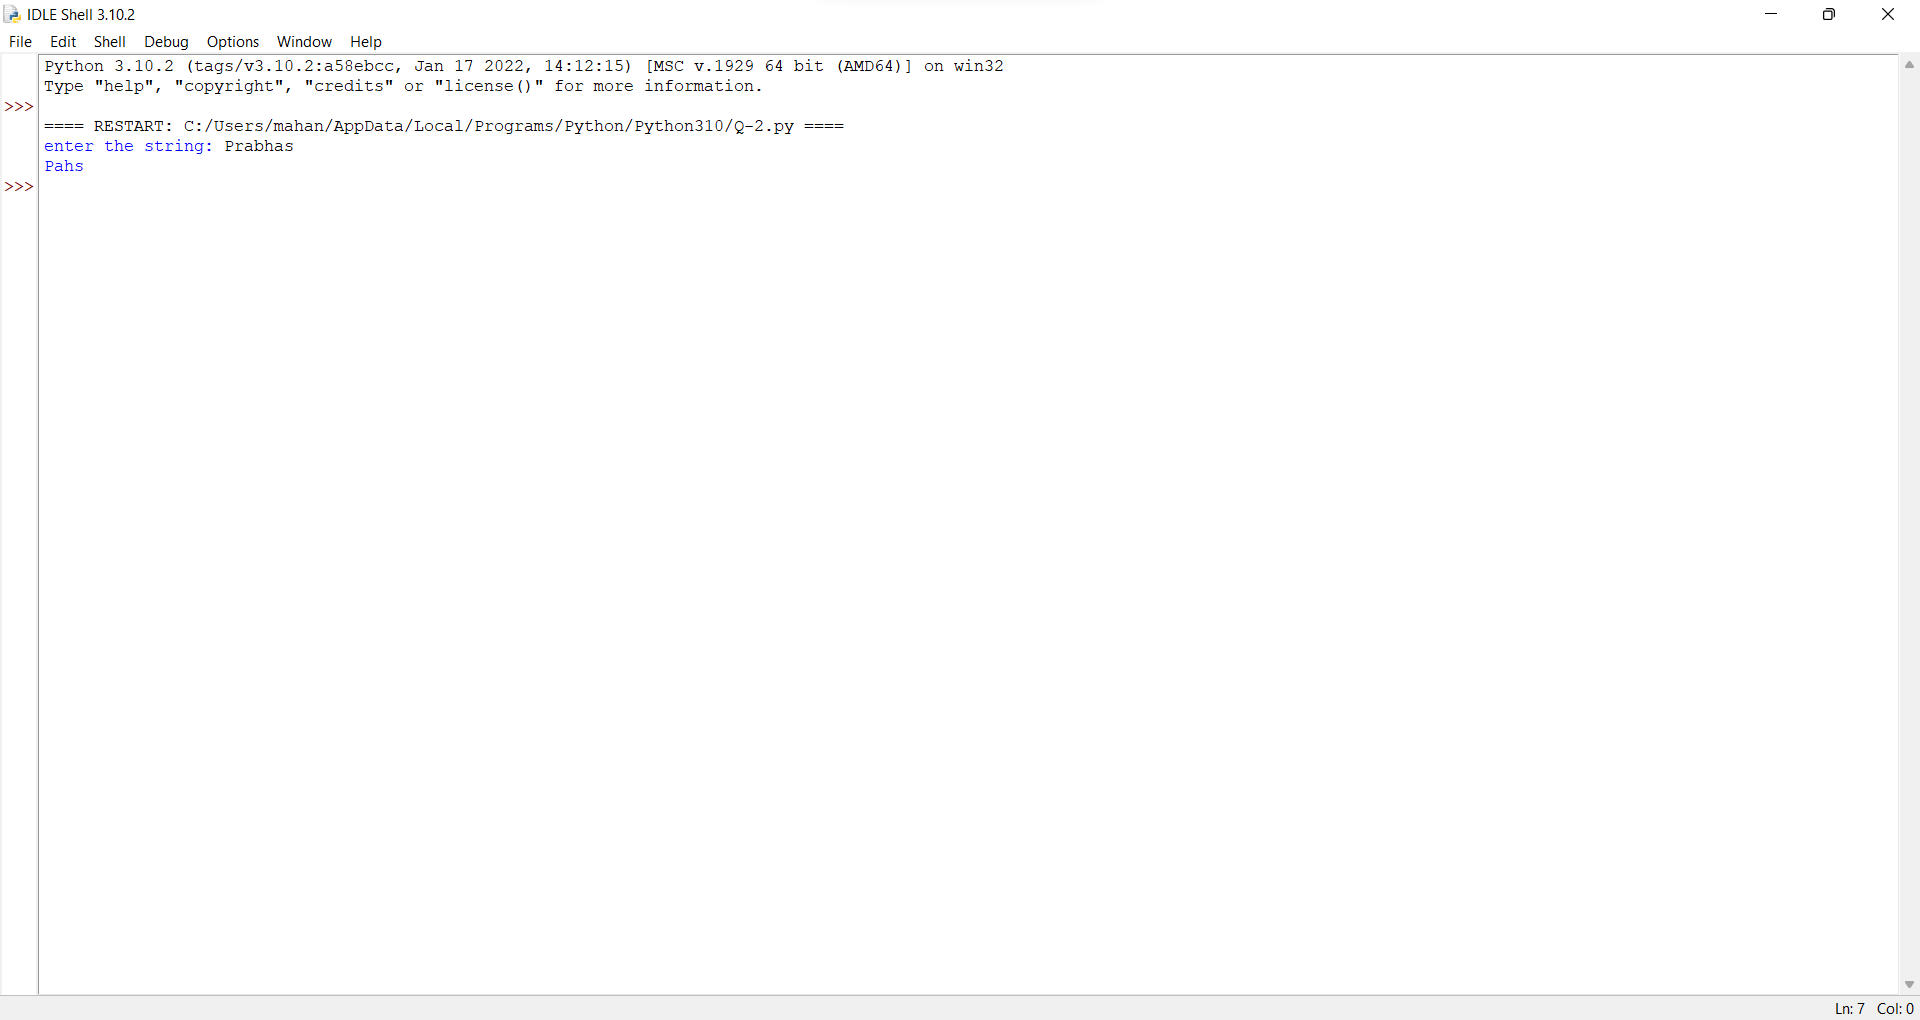 IDLE Shell 3.10.2
File Edit Shell Debug Options Window Help
Python 3.10.2 (tags/v3.10.2:a58ebcc, Jan 17 2022, 14:12:15) [MSC v.1929 64 bit (AMD64)] on win32
Type "help", "copyright", "credits" or "license()" for more information.
>>>
==== RESTART: C:/Users/mahan/AppData/Local/Programs/Python/Python310/Q-2.py ====
enter the string: Prabhas
Pahs
>>>
Ln: 7 Col: 0